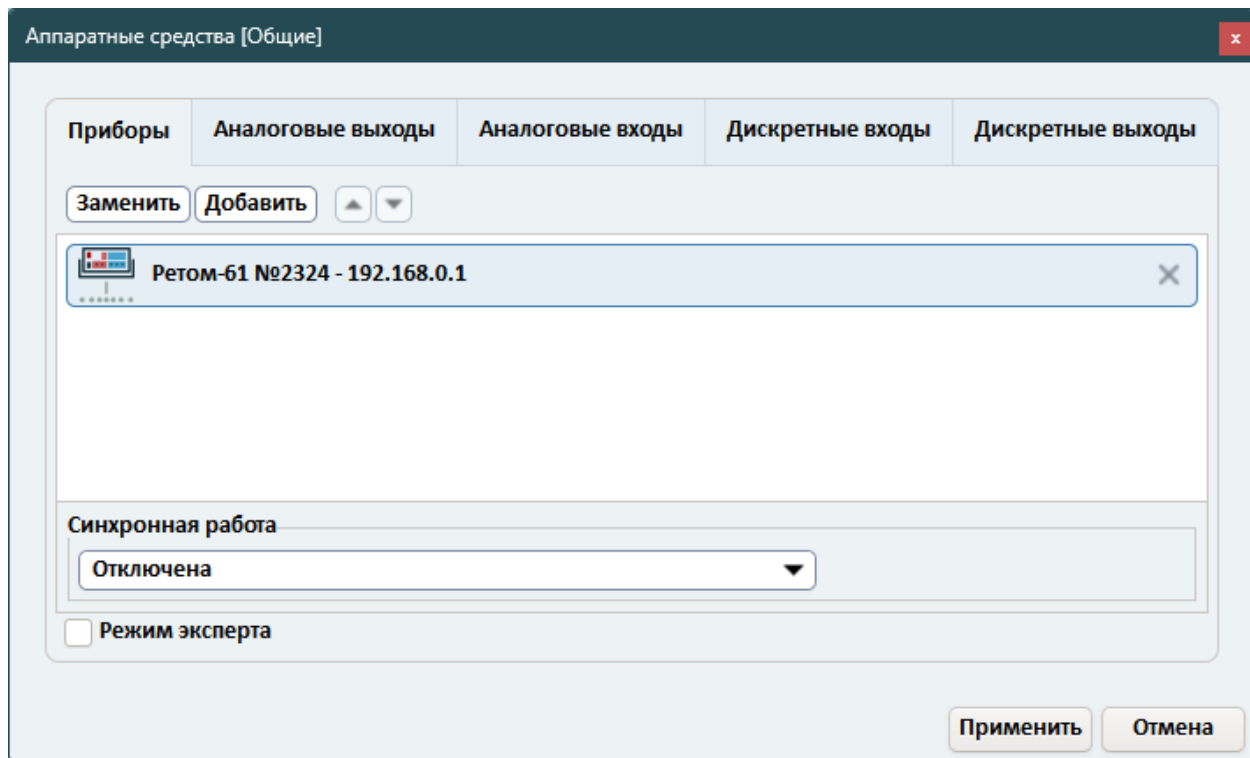 Аппаратные средства [Общие]
x
Приборы Аналоговые выходы Аналоговые входы Дискретные входы Дискретные выходы
Заменить Добавить
Ретом-61 №2324 - 192.168.0.1
Синхронная работа
Отключена
Режим эксперта
Применить Отмена